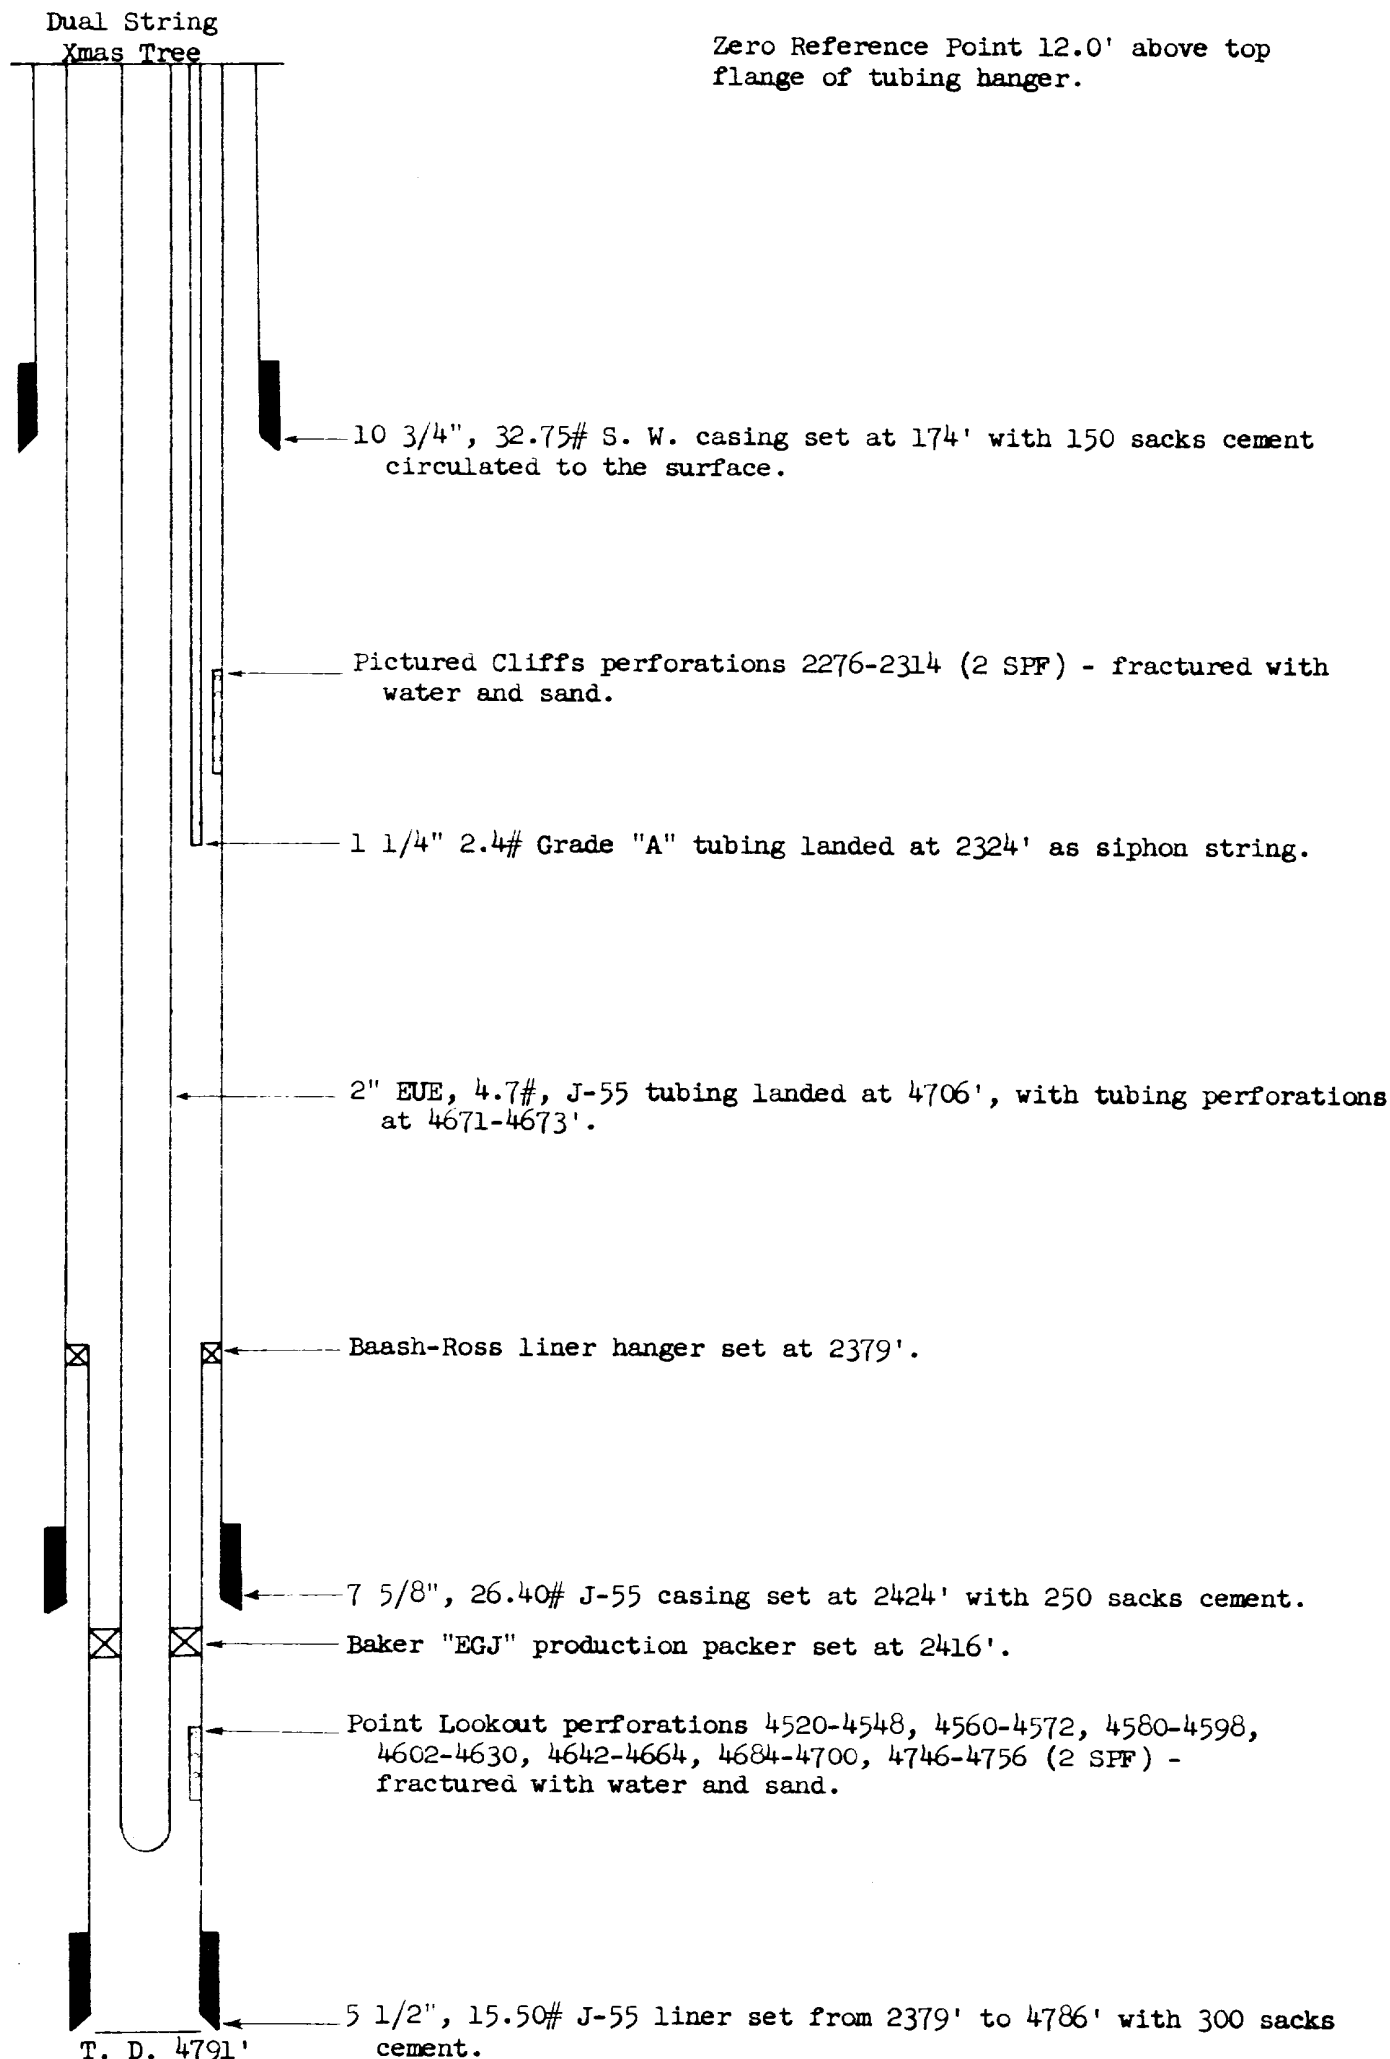 Dual String
Xmas Tree
Zero Reference Point 12.0' above top
flange of tubing hanger.
10 3/4", 32.75# S. W. casing set at 174' with 150 sacks cement
circulated to the surface.
Pictured Cliffs perforations 2276-2314 (2 SPF) - fractured with
water and sand.
1 1/4" 2.4# Grade "A" tubing landed at 2324' as siphon string.
2" EUE, 4.7#, J-55 tubing landed at 4706', with tubing perforations
at 4671-4673'.
Baash-Ross liner hanger set at 2379'.
7 5/8", 26.40# J-55 casing set at 2424' with 250 sacks cement.
Baker "EGJ" production packer set at 2416'.
Point Lookout perforations 4520-4548, 4560-4572, 4580-4598,
4602-4630, 4642-4664, 4684-4700, 4746-4756 (2 SPF) -
fractured with water and sand.
5 1/2", 15.50# J-55 liner set from 2379' to 4786' with 300 sacks
cement.
T. D. 4791'